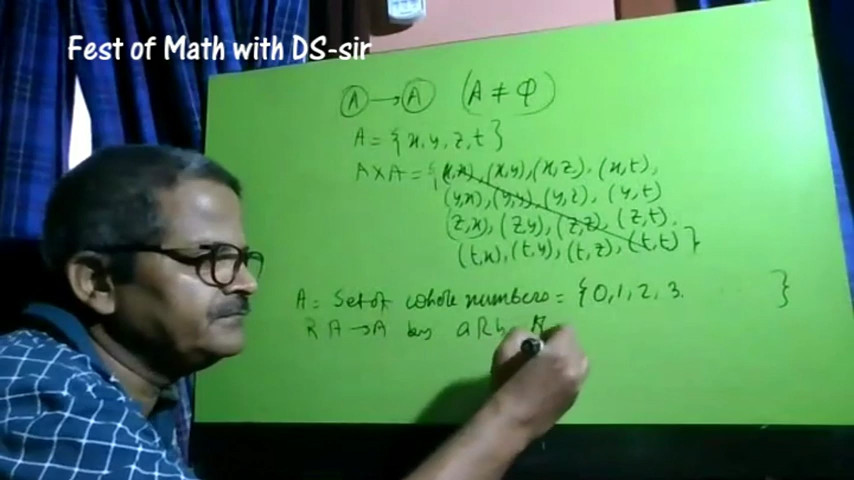 Fest of Math with DS-sir
A → A (A ≠ φ)
A = {x, y, z, t}
A×A = {(x,x), (x,y), (x,z), (x,t),
(y,x), (y,y), (y,z), (y,t)
(z,x), (z,y), (z,z), (z,t).
(t,x), (t,y), (t,z), (t,t)}
A = Set of whole numbers = {0, 1, 2, 3. }
R A → A by aRb